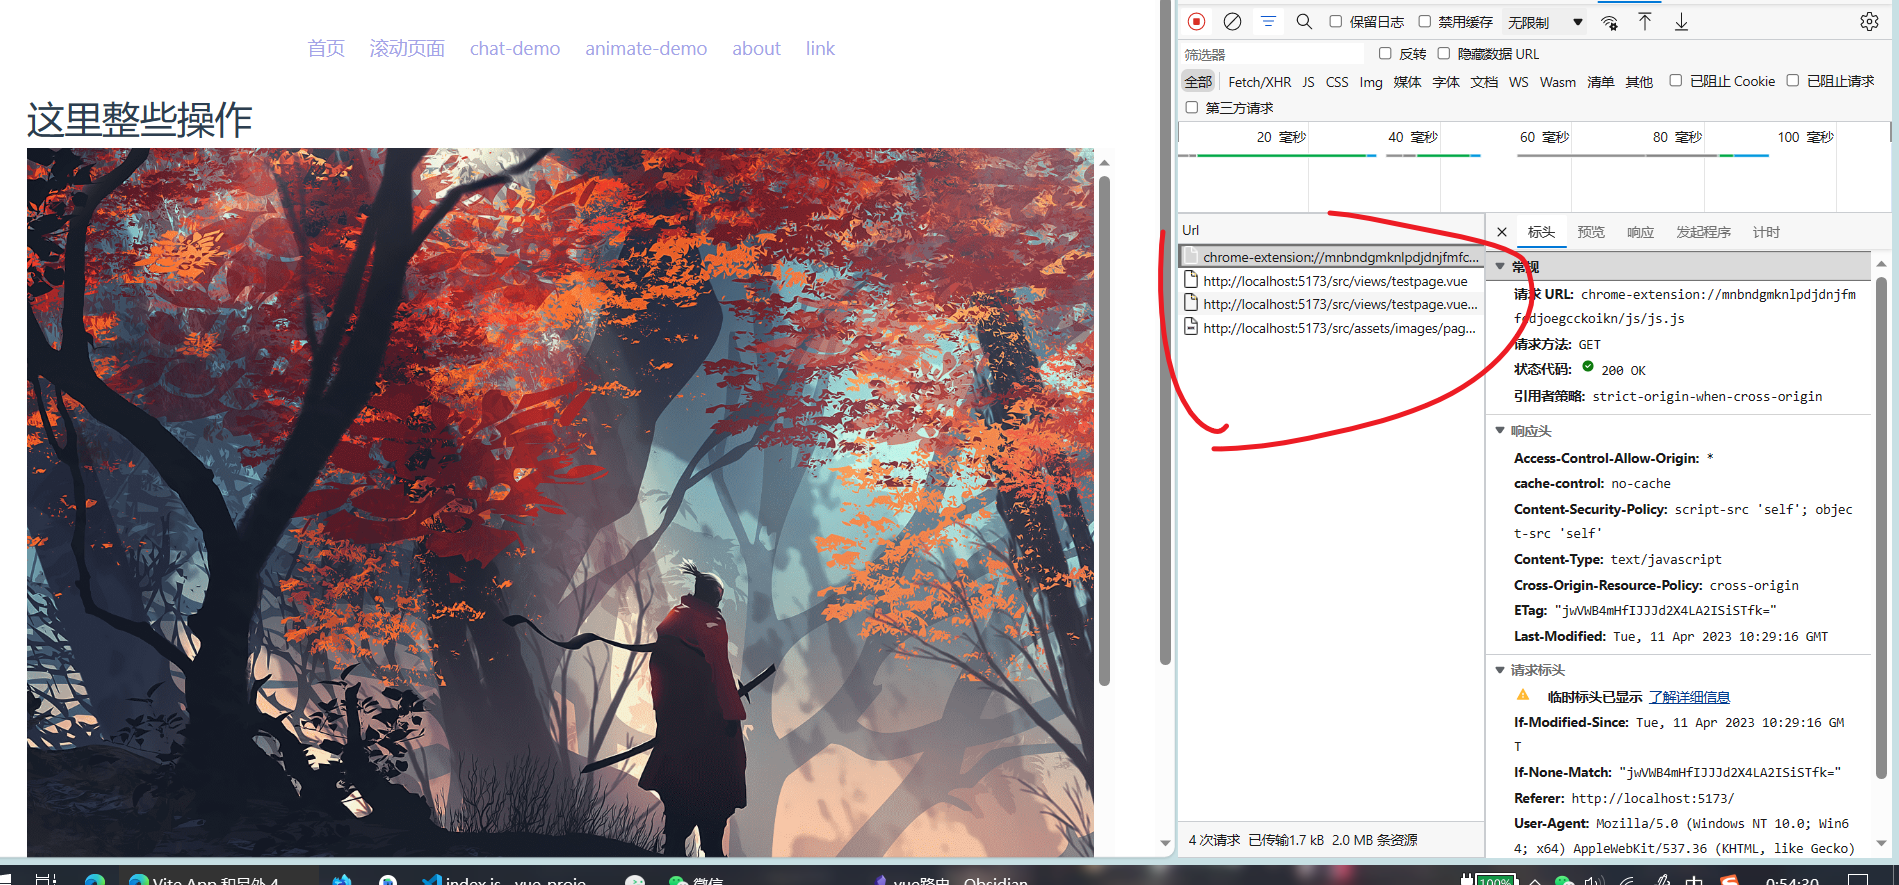 首页 滚动页面 chat-demo animate-demo about link
这里整些操作
保留日志 禁用缓存 无限制
筛选器 反转 隐藏数据 URL
全部 Fetch/XHR JS CSS Img 媒体 字体 文档 WS Wasm 清单 其他 已阻止 Cookie 已阻止请求
第三方请求
20 毫秒 40 毫秒 60 毫秒 80 毫秒 100 毫秒
Url
chrome-extension://mnbndgmknlpdjdnjfmfc...
http://localhost:5173/src/views/testpage.vue
http://localhost:5173/src/views/testpage.vue...
http://localhost:5173/src/assets/images/pag...
4 次请求 已传输1.7 kB 2.0 MB 条资源
标头 预览 响应 发起程序 计时
常规
请求 URL: chrome-extension://mnbndgmknlpdjdnjfm
fcdjoegcckoikn/js/js.js
请求方法: GET
状态代码: 200 OK
引用者策略: strict-origin-when-cross-origin
响应头
Access-Control-Allow-Origin: *
cache-control: no-cache
Content-Security-Policy: script-src 'self'; objec
t-src 'self'
Content-Type: text/javascript
Cross-Origin-Resource-Policy: cross-origin
ETag: "jwVWB4mHfIJJJd2X4LA2ISiSTfk="
Last-Modified: Tue, 11 Apr 2023 10:29:16 GMT
请求标头
临时标头已显示 了解详细信息
If-Modified-Since: Tue, 11 Apr 2023 10:29:16 GM
T
If-None-Match: "jwVWB4mHfIJJJd2X4LA2ISiSTfk="
Referer: http://localhost:5173/
User-Agent: Mozilla/5.0 (Windows NT 10.0; Win6
4; x64) AppleWebKit/537.36 (KHTML, like Gecko)
Vite App 和另外 4 index.js - vue-proje 微信 vue路由 - Obsidian 100% 中 0:54:30